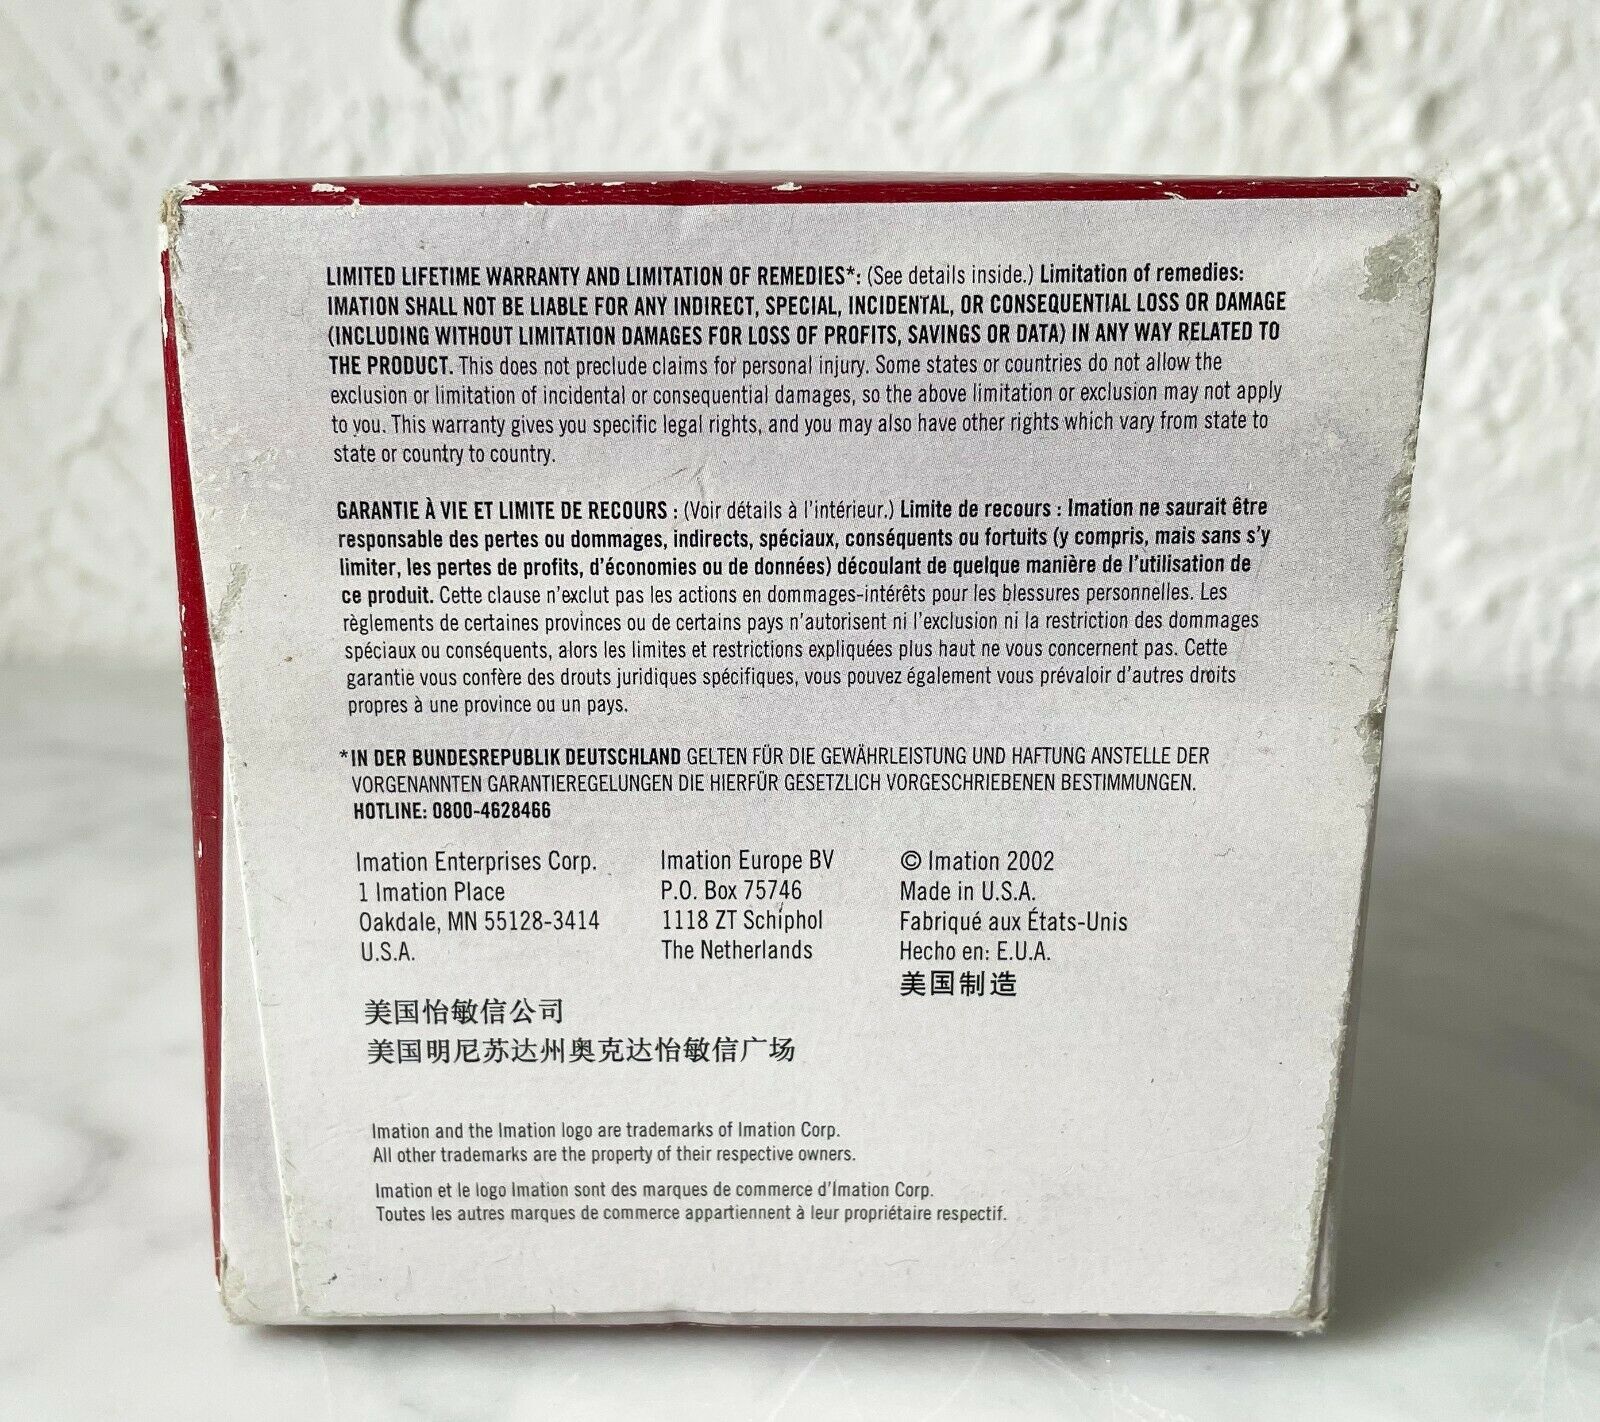 LIMITED LIFETIME WARRANTY AND LIMITATION OF REMEDIES*: (See details inside.) Limitation of remedies:
IMATION SHALL NOT BE LIABLE FOR ANY INDIRECT, SPECIAL, INCIDENTAL, OR CONSEQUENTIAL LOSS OR DAMAGE
(INCLUDING WITHOUT LIMITATION DAMAGES FOR LOSS OF PROFITS, SAVINGS OR DATA) IN ANY WAY RELATED TO
THE PRODUCT. This does not preclude claims for personal injury. Some states or countries do not allow the
exclusion or limitation of incidental or consequential damages, so the above limitation or exclusion may not apply
to you. This warranty gives you specific legal rights, and you may also have other rights which vary from state to
state or country to country.
GARANTIE À VIE ET LIMITE DE RECOURS : (Voir détails à l'intérieur.) Limite de recours : Imation ne saurait être
responsable des pertes ou dommages, indirects, spéciaux, conséquents ou fortuits (y compris, mais sans s'y
limiter, les pertes de profits, d'économies ou de données) découlant de quelque manière de l'utilisation de
ce produit. Cette clause n'exclut pas les actions en dommages-intérêts pour les blessures personnelles. Les
règlements de certaines provinces ou de certains pays n'autorisent ni l'exclusion ni la restriction des dommages
spéciaux ou conséquents, alors les limites et restrictions expliquées plus haut ne vous concernent pas. Cette
garantie vous confère des drouts juridiques spécifiques, vous pouvez également vous prévaloir d'autres droits
propres à une province ou un pays.
*IN DER BUNDESREPUBLIK DEUTSCHLAND GELTEN FÜR DIE GEWÄHRLEISTUNG UND HAFTUNG ANSTELLE DER
VORGENANNTEN GARANTIEREGELUNGEN DIE HIERFÜR GESETZLICH VORGESCHRIEBENEN BESTIMMUNGEN.
HOTLINE: 0800-4628466
Imation Enterprises Corp.
1 Imation Place
Oakdale, MN 55128-3414
U.S.A.
Imation Europe BV
P.O. Box 75746
1118 ZT Schiphol
The Netherlands
© Imation 2002
Made in U.S.A.
Fabriqué aux États-Unis
Hecho en: E.U.A.
美国制造
美国怡敏信公司
美国明尼苏达州奥克达怡敏信广场
Imation and the Imation logo are trademarks of Imation Corp.
All other trademarks are the property of their respective owners.
Imation et le logo Imation sont des marques de commerce d'Imation Corp.
Toutes les autres marques de commerce appartiennent à leur propriétaire respectif.